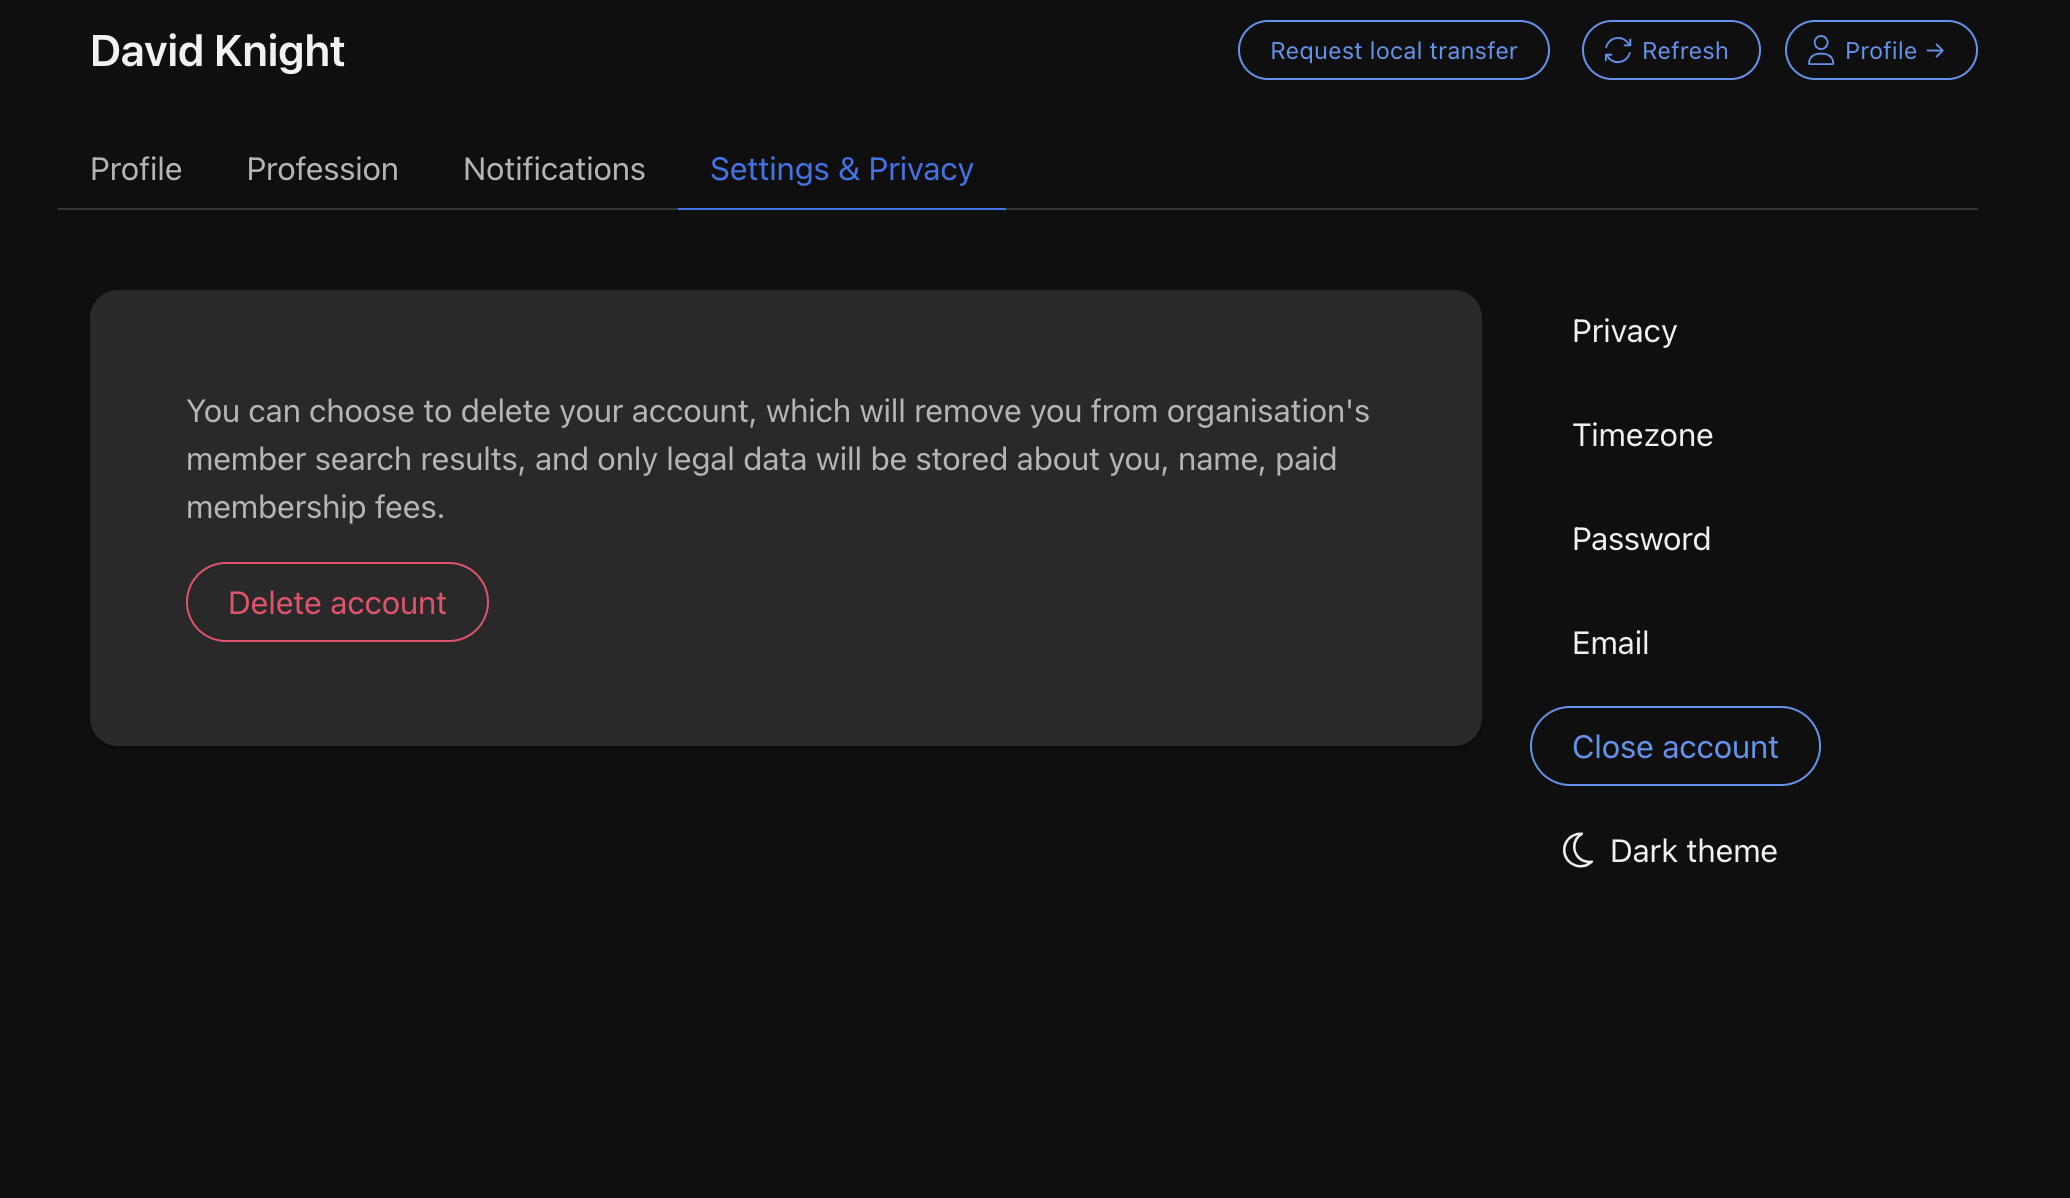 David Knight
Request local transfer
Refresh
Profile →
Profile
Profession
Notifications
Settings & Privacy
You can choose to delete your account, which will remove you from organisation's
member search results, and only legal data will be stored about you, name, paid
membership fees.
Delete account
Privacy
Timezone
Password
Email
Close account
Dark theme